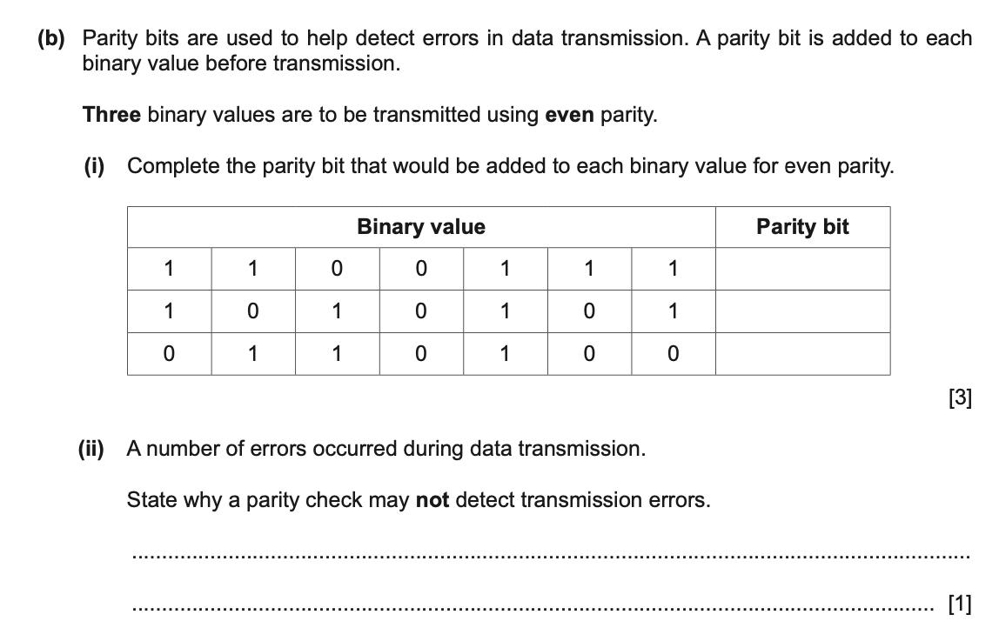 (b) Parity bits are used to help detect errors in data transmission. A parity bit is added to each
binary value before transmission.
Three binary values are to be transmitted using even parity.
(i) Complete the parity bit that would be added to each binary value for even parity.
Binary value Parity bit
1 1 0 0 1 1 1
1 0 1 0 1 0 1
0 1 1 0 1 0 0
[3]
(ii) A number of errors occurred during data transmission.
State why a parity check may not detect transmission errors.
[1]